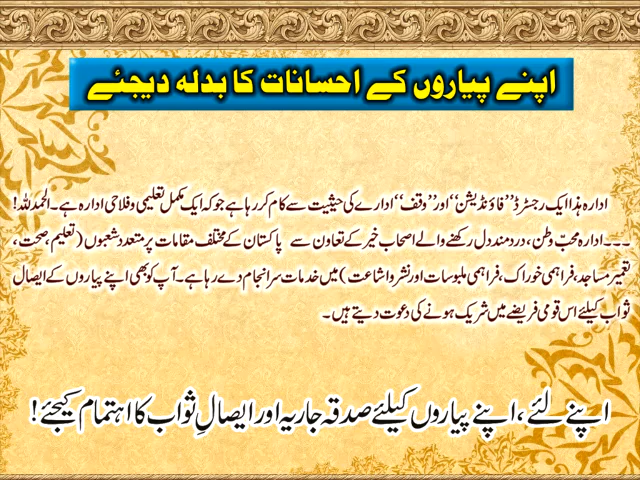 اپنے پیاروں کے احسانات کا بدلہ دیجئے
ادارہ ہذا ایک رجسٹرڈ ’’فاؤنڈیشن‘‘ اور ’’وقف‘‘ ادارے کی حیثیت سے کام کر رہا ہے جو کہ ایک مکمل تعلیمی و فلاحی ادارہ ہے۔ الحمدللہ!
۔۔۔ ادارہ محبِّ وطن، درد مند دل رکھنے والے اصحاب خیر کے تعاون سے پاکستان کے مختلف مقامات پر متعدد شعبوں (تعلیم، صحت،
تعمیر مساجد، فراہمی خوراک، فراہمی ملبوسات اور نشر و اشاعت) میں خدمات سرانجام دے رہا ہے۔ آپ کو بھی اپنے پیاروں کے ایصال
ثواب کیلئے اس قومی فریضے میں شریک ہونے کی دعوت دیتے ہیں۔
اپنے لئے، اپنے پیاروں کیلئے صدقہ جاریہ اور ایصالِ ثواب کا اہتمام کیجئے!